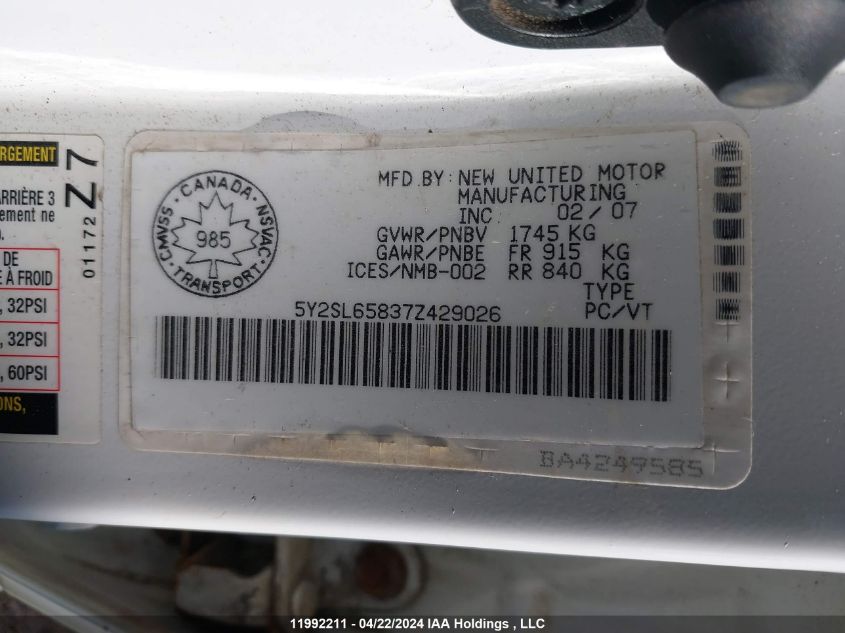 RGEMENT
ARRIÈRE 3
ement ne
DE
E À FROID
, 32PSI
, 32PSI
, 60PSI
ONS,
01172 Z 7
CANADA · NSVAC · TRANSPORT · CMVSS
985
MFD.BY: NEW UNITED MOTOR
MANUFACTURING
INC 02/07
GVWR/PNBV 1745 KG
GAWR/PNBE FR 915 KG
ICES/NMB-002 RR 840 KG
TYPE
5Y2SL65837Z429026 PC/VT
BA4249585
11992211 - 04/22/2024 IAA Holdings , LLC